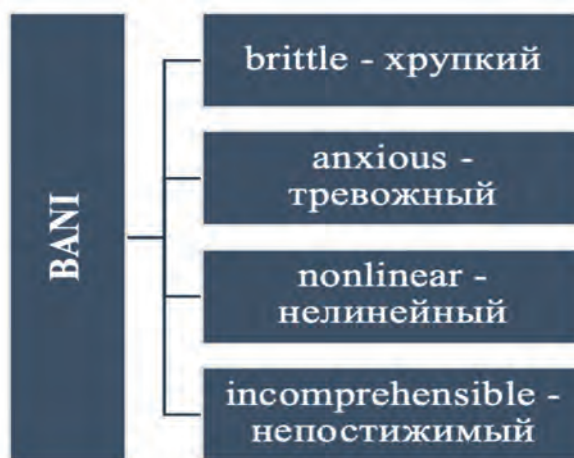 BANI
brittle - хрупкий
anxious -
тревожный
nonlinear -
нелинейный
incomprehensible -
непостижимый